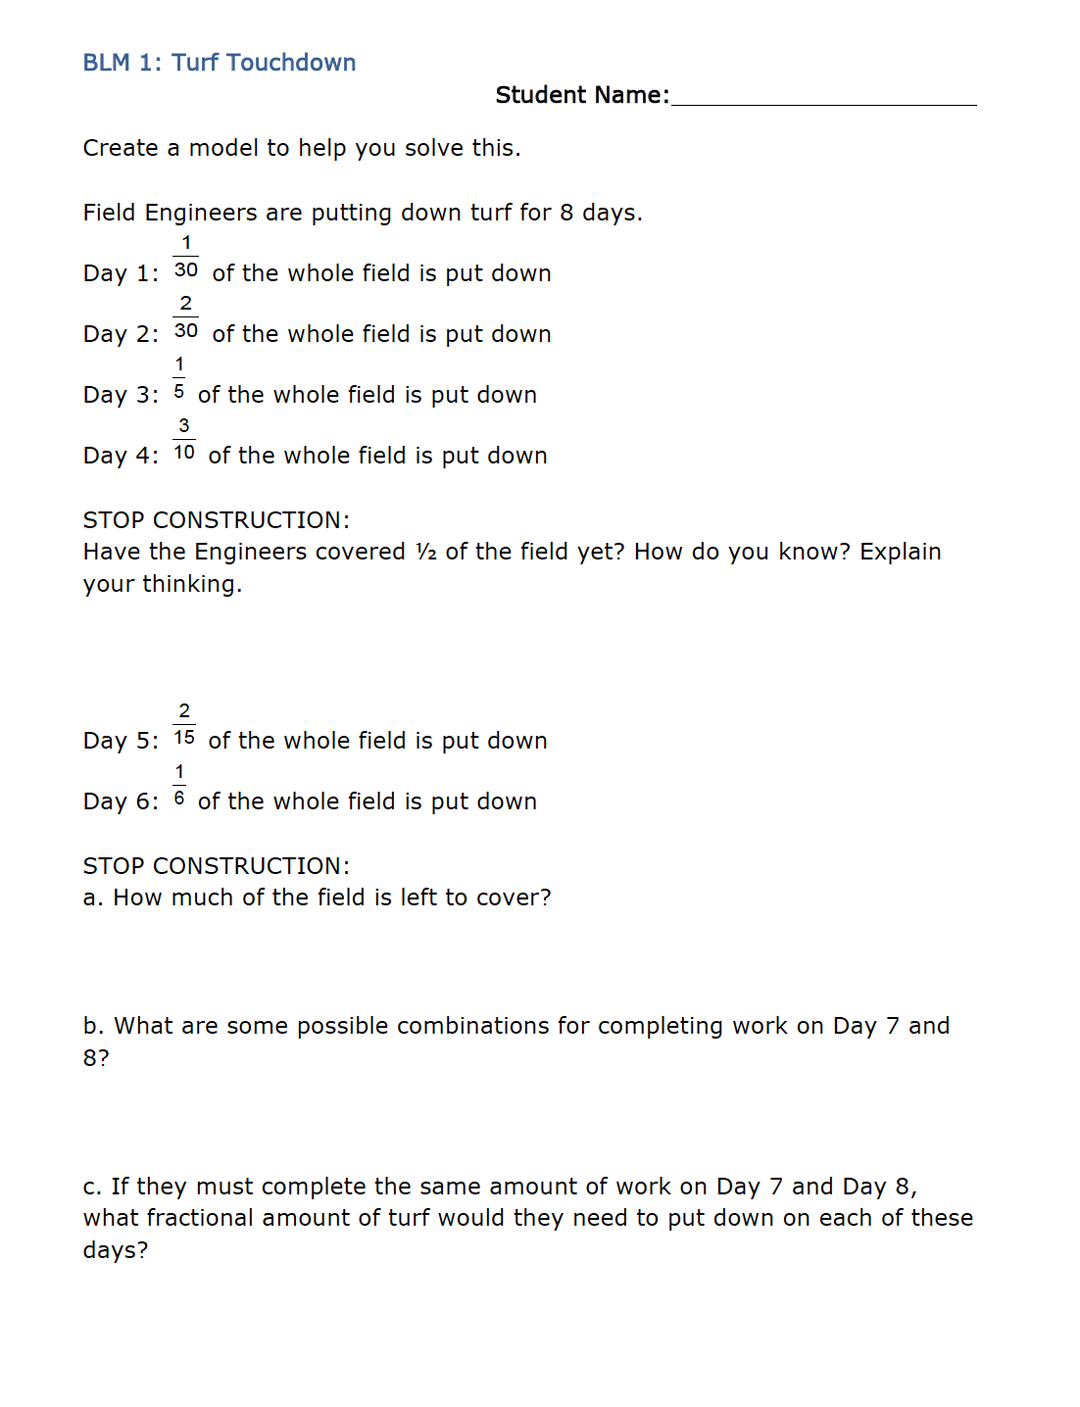 BLM 1: Turf Touchdown
Student Name:__________________________
Create a model to help you solve this.
Field Engineers are putting down turf for 8 days.
Day 1: 1/30 of the whole field is put down
Day 2: 2/30 of the whole field is put down
Day 3: 1/5 of the whole field is put down
Day 4: 3/10 of the whole field is put down
STOP CONSTRUCTION:
Have the Engineers covered ½ of the field yet? How do you know? Explain
your thinking.
Day 5: 2/15 of the whole field is put down
Day 6: 1/6 of the whole field is put down
STOP CONSTRUCTION:
a. How much of the field is left to cover?
b. What are some possible combinations for completing work on Day 7 and
8?
c. If they must complete the same amount of work on Day 7 and Day 8,
what fractional amount of turf would they need to put down on each of these
days?